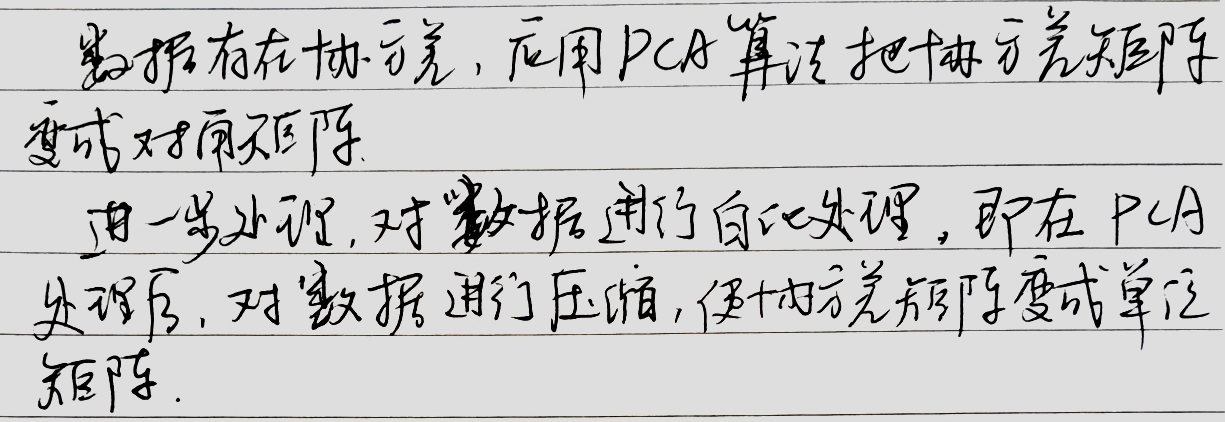 数据存在协方差,应用PCA算法把协方差矩阵
变成对角矩阵.
进一步处理,对数据进行白化处理,即在PCA
处理后,对数据进行压缩,使协方差矩阵变成单位
矩阵.